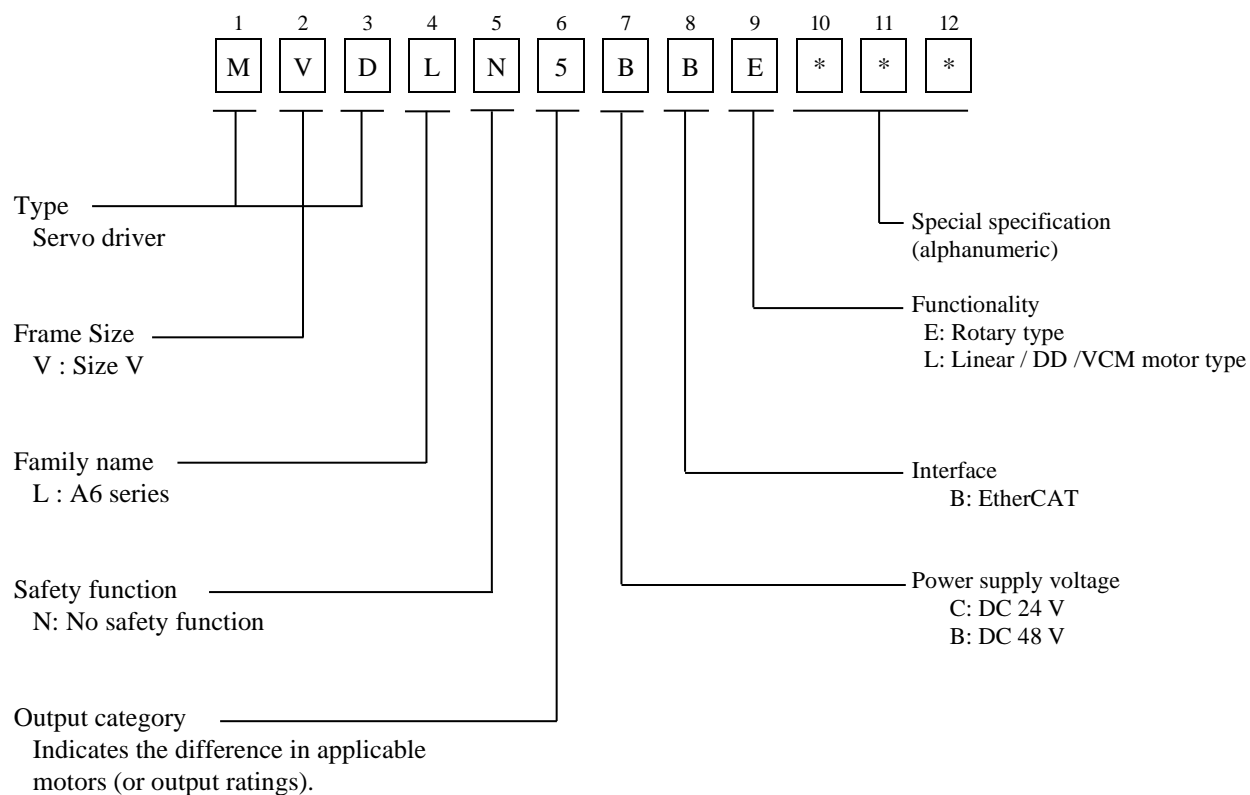 1 2 3 4 5 6 7 8 9 10 11 12
M V D L N 5 B B E * * *
Type
Servo driver
Frame Size
V : Size V
Family name
L : A6 series
Safety function
N: No safety function
Output category
Indicates the difference in applicable
motors (or output ratings).
Special specification
(alphanumeric)
Functionality
E: Rotary type
L: Linear / DD /VCM motor type
Interface
B: EtherCAT
Power supply voltage
C: DC 24 V
B: DC 48 V